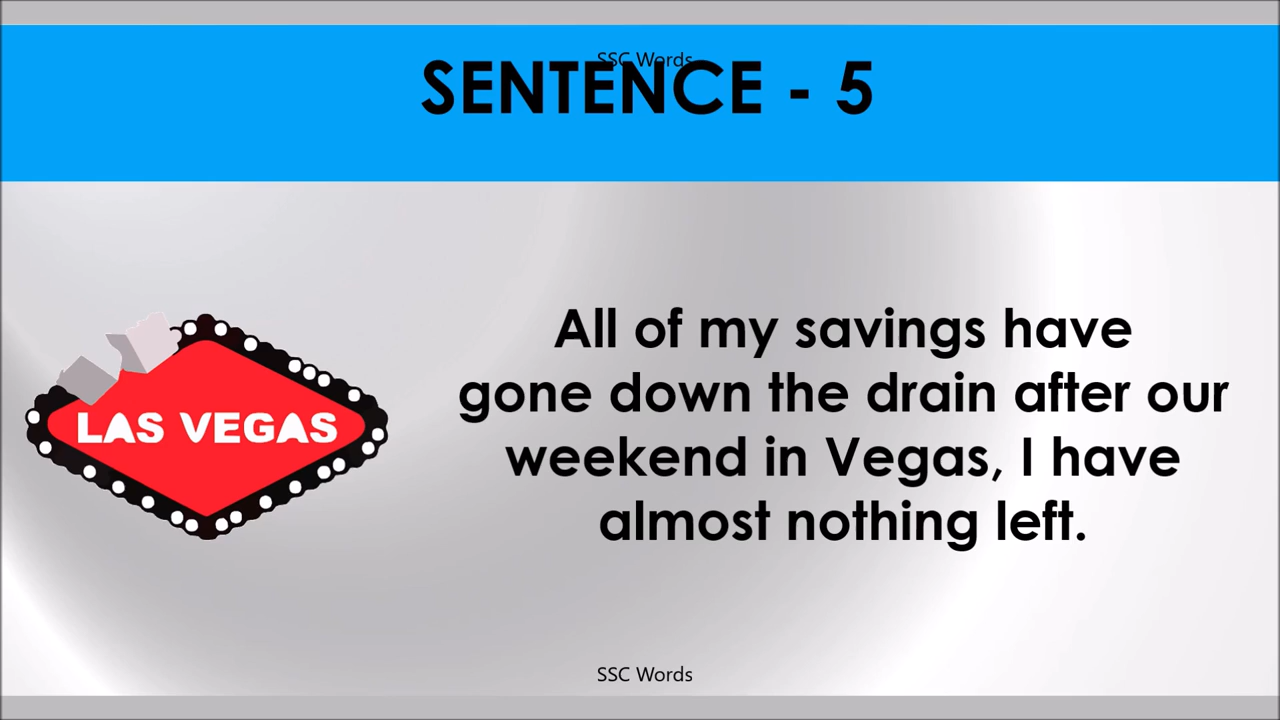 SSC Words
SENTENCE - 5
LAS VEGAS
All of my savings have
gone down the drain after our
weekend in Vegas, I have
almost nothing left.
SSC Words